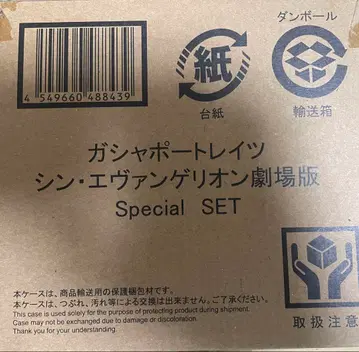 ダンボール
4 549660 488439
紙
台紙
輸送箱
ガシャポートレイツ
シン・エヴァンゲリオン劇場版
Special SET
本ケースは、商品輸送用の保護梱包材です。
本ケースは、つぶれ、汚れ等による交換は出来ません。ご了承ください。
This case is used solely for the purpose of protecting product during shipment.
Case may not be exchanged due to damage or discoloration.
Thank you for your understanding.
取扱注意